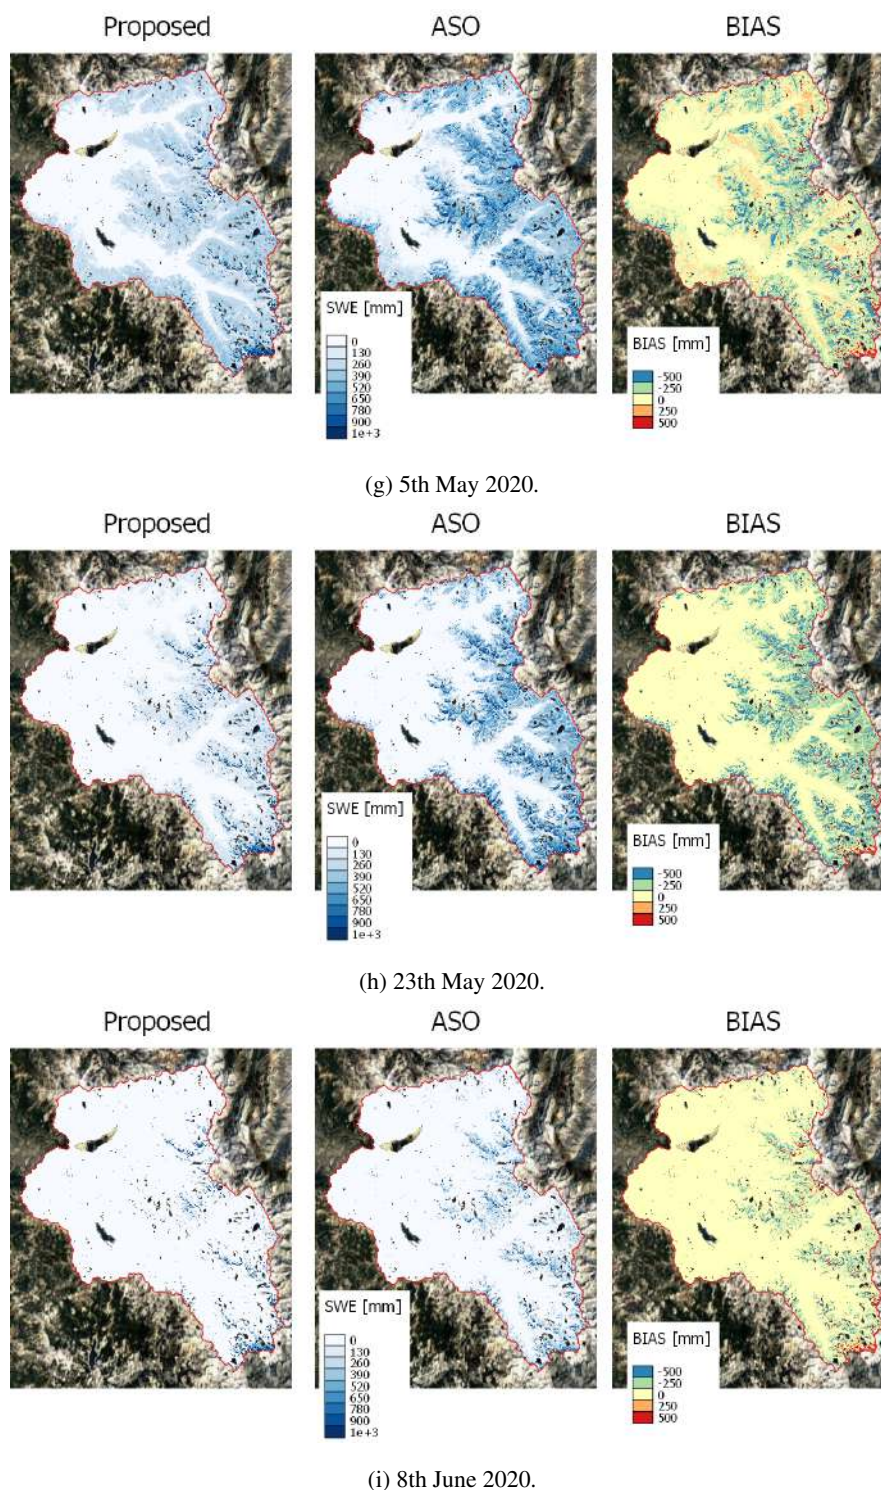 Proposed ASO BIAS
SWE [mm]
0
130
260
390
520
650
780
900
1e+3
BIAS [mm]
-500
-250
0
250
500
(g) 5th May 2020.
Proposed ASO BIAS
SWE [mm]
0
130
260
390
520
650
780
900
1e+3
BIAS [mm]
-500
-250
0
250
500
(h) 23th May 2020.
Proposed ASO BIAS
SWE [mm]
0
130
260
390
520
650
780
900
1e+3
BIAS [mm]
-500
-250
0
250
500
(i) 8th June 2020.